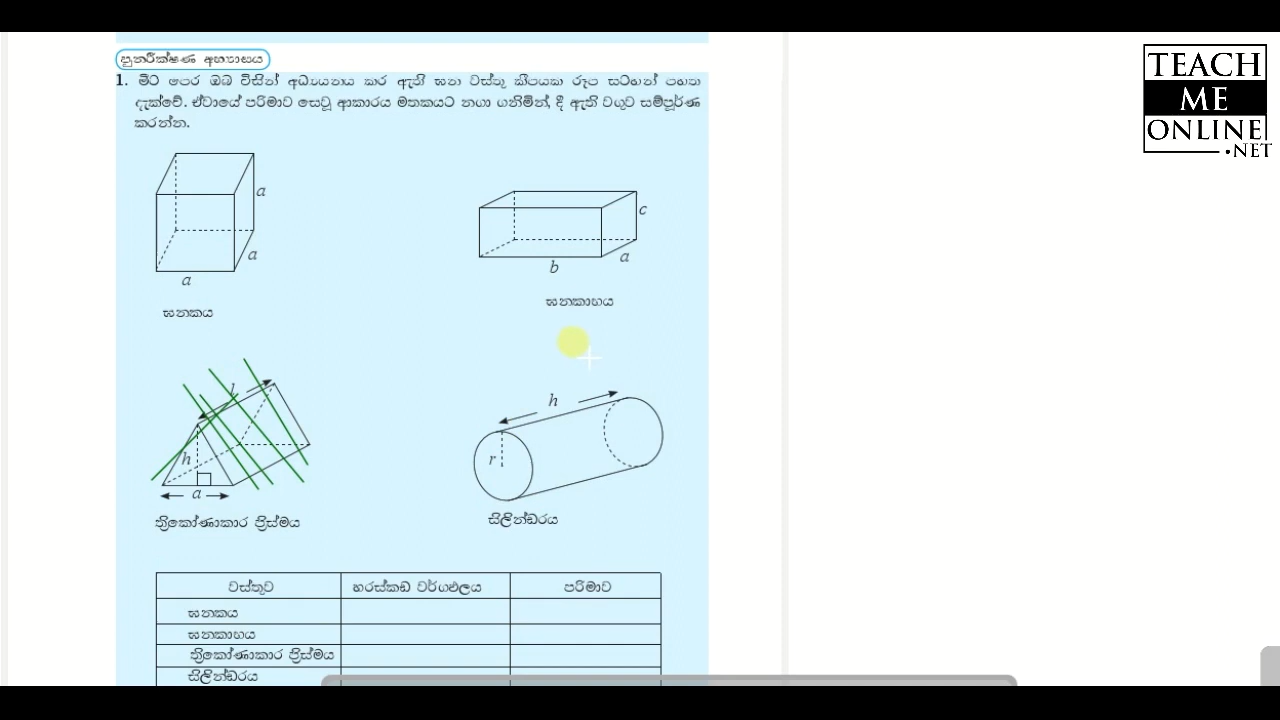 පුනරීක්ෂණ අභ්‍යාසය
TEACH
ME
ONLINE
.NET
1. මීට පෙර ඔබ විසින් අධ්‍යයනය කර ඇති ඝන වස්තු කීපයක රූප සටහන් පහත
දැක්වේ. ඒවායේ පරිමාව සෙවූ ආකාරය මතකයට නගා ගනිමින්, දී ඇති වගුව සම්පූර්ණ
කරන්න.
a
a
a
ඝනකය
c
a
b
ඝනකාභය
l
h
a
ත්‍රිකෝණාකාර ප්‍රිස්මය
h
r
සිලින්ඩරය
වස්තුව හරස්කඩ වර්ගඵලය පරිමාව
ඝනකය
ඝනකාභය
ත්‍රිකෝණාකාර ප්‍රිස්මය
සිලින්ඩරය